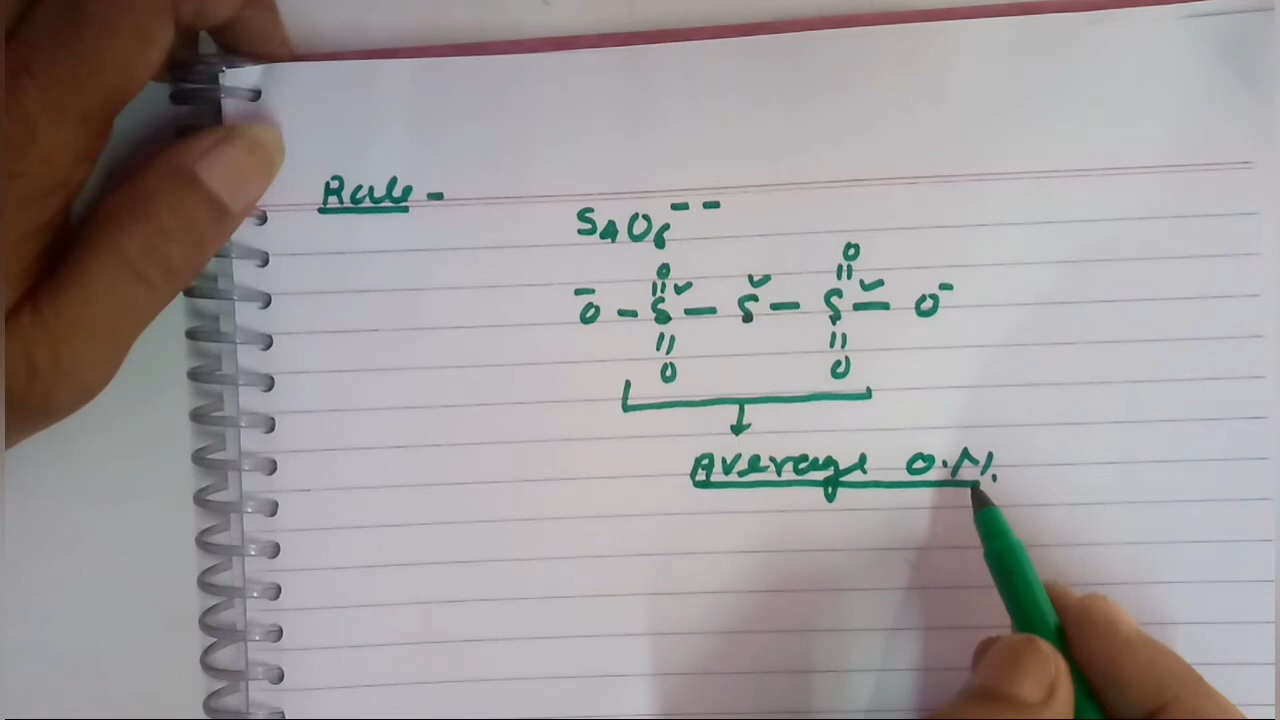 Rule -
S4O6--
O O
-O - S - S - S - O-
O O
Average O.N.